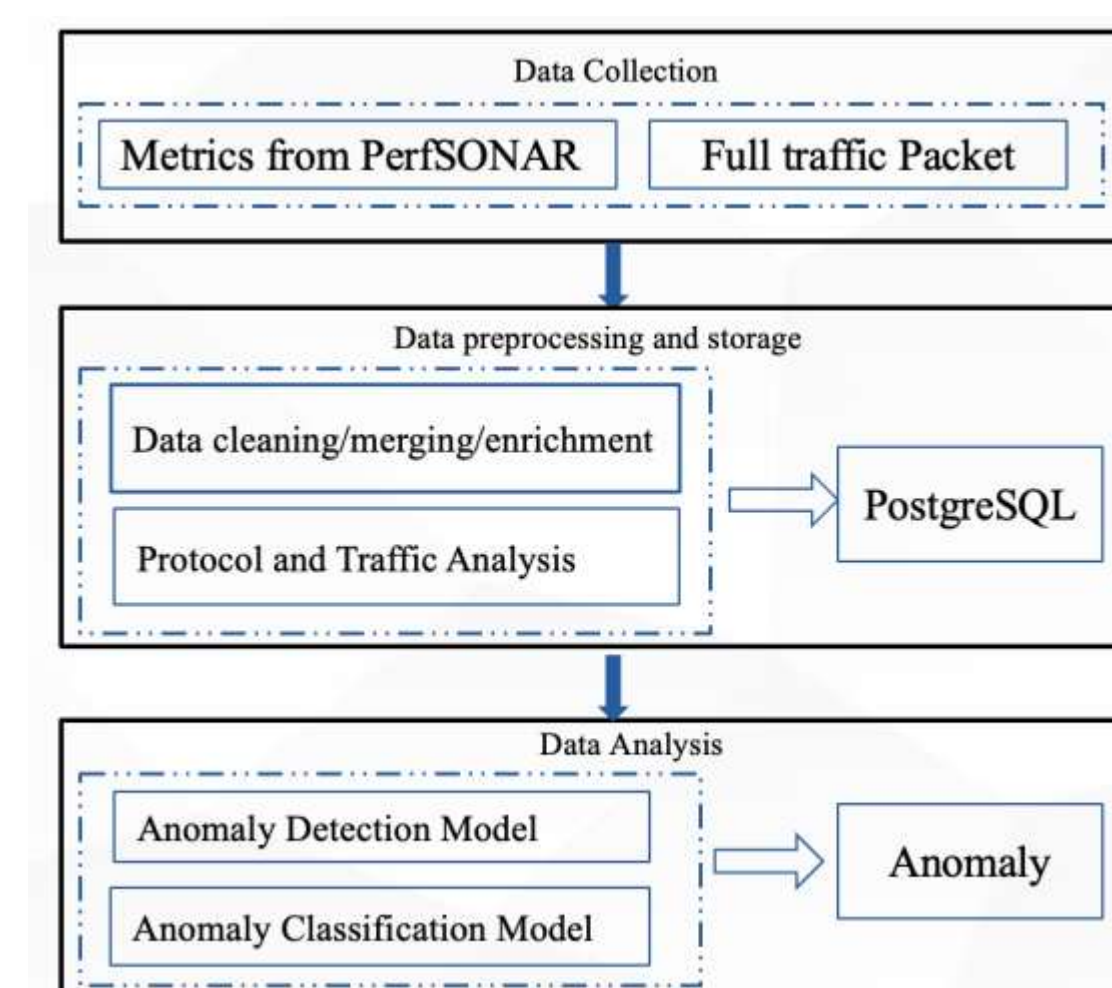 Data Collection
Metrics from PerfSONAR
Full traffic Packet
Data preprocessing and storage
Data cleaning/merging/enrichment
Protocol and Traffic Analysis
PostgreSQL
Data Analysis
Anomaly Detection Model
Anomaly Classification Model
Anomaly